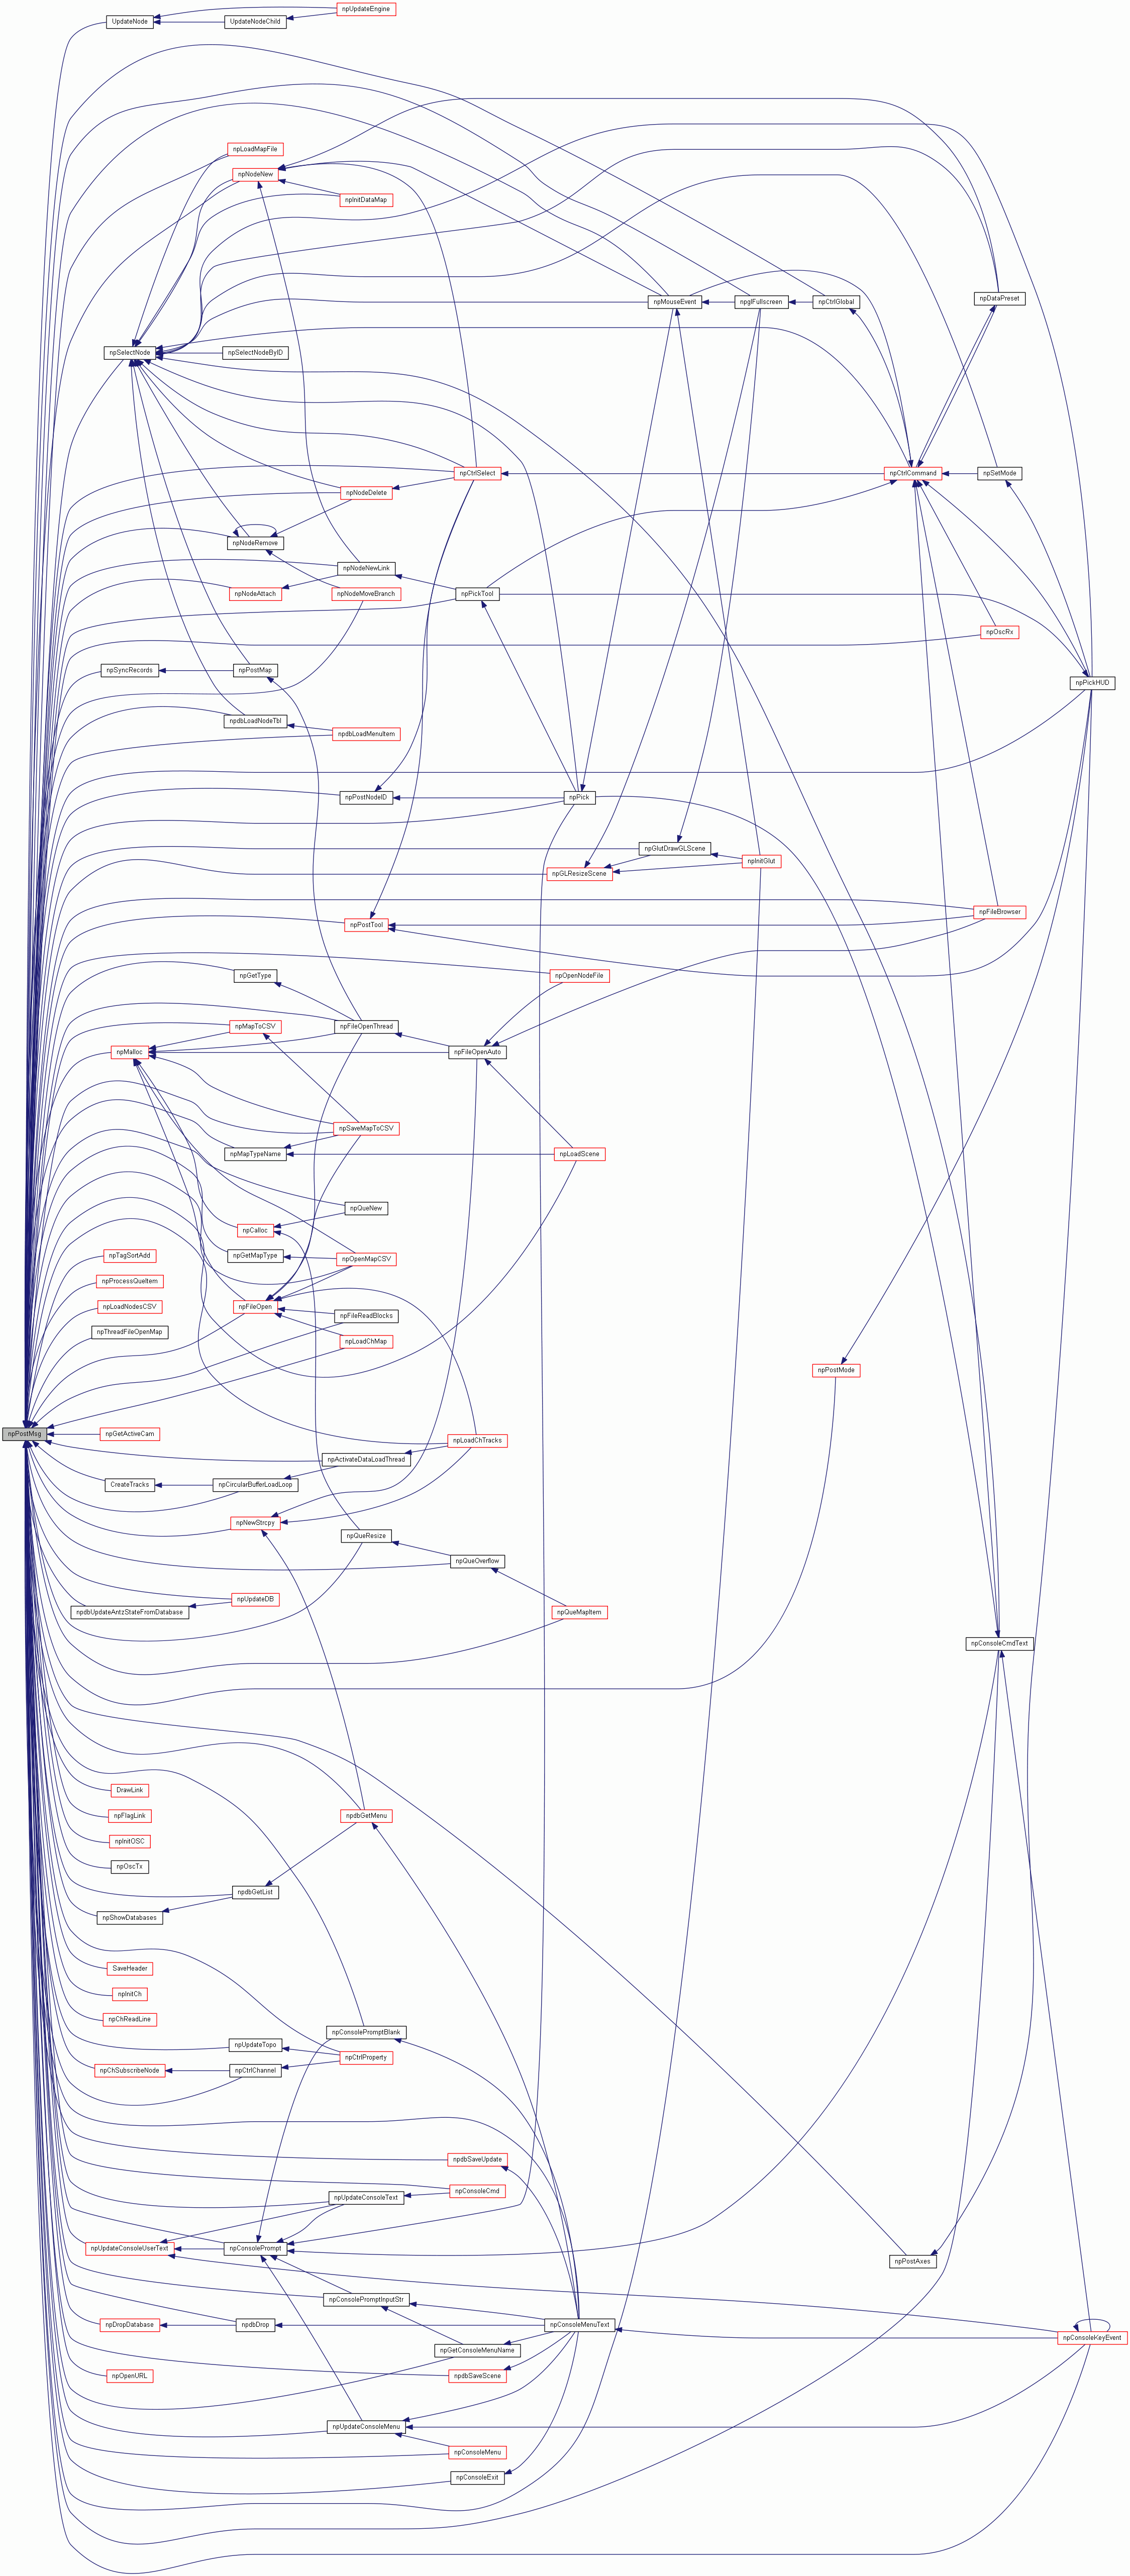 npUpdateEngine
UpdateNode
UpdateNodeChild
npLoadMapFile
npNodeNew
npInitDataMap
npDataPreset
npMouseEvent
npglFullscreen
npCtrlGlobal
npSelectNode
npSelectNodeByID
npCtrlSelect
npCtrlCommand
npSetMode
npNodeDelete
npNodeRemove
npNodeNewLink
npNodeAttach
npNodeMoveBranch
npPickTool
npOscRx
npSyncRecords
npPostMap
npPickHUD
npdbLoadNodeTbl
npdbLoadMenuItem
npPostNodeID
npPick
npGlutDrawGLScene
npInitGlut
npGLResizeScene
npFileBrowser
npPostTool
npGetType
npOpenNodeFile
npMapToCSV
npFileOpenThread
npMalloc
npFileOpenAuto
npSaveMapToCSV
npMapTypeName
npLoadScene
npQueNew
npCalloc
npGetMapType
npTagSortAdd
npOpenMapCSV
npProcessQueItem
npLoadNodesCSV
npFileOpen
npFileReadBlocks
npThreadFileOpenMap
npLoadChMap
npPostMode
npPostMsg
npGetActiveCam
npLoadChTracks
npActivateDataLoadThread
CreateTracks
npCircularBufferLoadLoop
npNewStrcpy
npQueResize
npQueOverflow
npUpdateDB
npdbUpdateAntzStateFromDatabase
npQueMapItem
npConsoleCmdText
DrawLink
npFlagLink
npdbGetMenu
npInitOSC
npOscTx
npdbGetList
npShowDatabases
SaveHeader
npInitCh
npChReadLine
npConsolePromptBlank
npUpdateTopo
npCtrlProperty
npChSubscribeNode
npCtrlChannel
npdbSaveUpdate
npConsoleCmd
npUpdateConsoleText
npUpdateConsoleUserText
npConsolePrompt
npPostAxes
npConsolePromptInputStr
npDropDatabase
npdbDrop
npConsoleMenuText
npConsoleKeyEvent
npGetConsoleMenuName
npOpenURL
npdbSaveScene
npUpdateConsoleMenu
npConsoleMenu
npConsoleExit